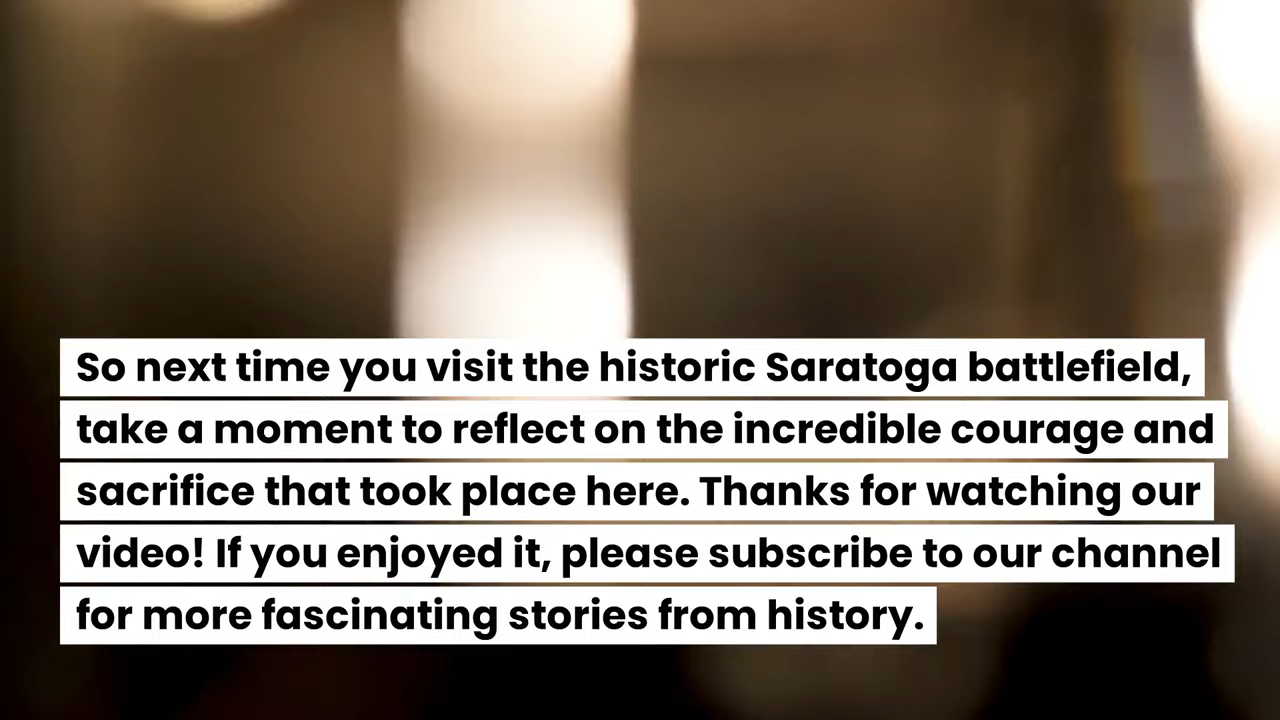 So next time you visit the historic Saratoga battlefield,
take a moment to reflect on the incredible courage and
sacrifice that took place here. Thanks for watching our
video! If you enjoyed it, please subscribe to our channel
for more fascinating stories from history.